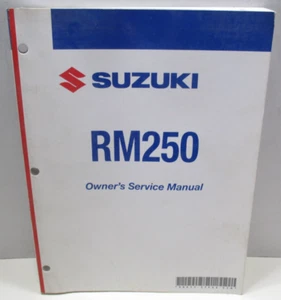 SUZUKI
RM250
Owner's Service Manual